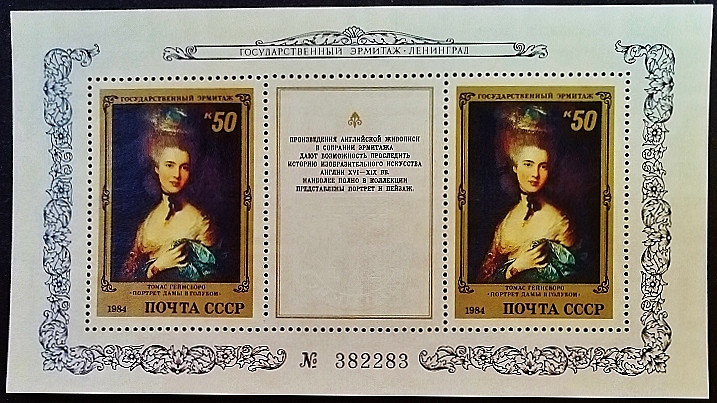 ГОСУДАРСТВЕННЫЙ ЭРМИТАЖ · ЛЕНИНГРАД
ГОСУДАРСТВЕННЫЙ ЭРМИТАЖ
к50
ТОМАС ГЕЙНСБОРО
·ПОРТРЕТ ДАМЫ В ГОЛУБОМ·
1984 ПОЧТА СССР
ПРОИЗВЕДЕНИЯ АНГЛИЙСКОЙ ЖИВОПИСИ
В СОБРАНИИ ЭРМИТАЖА
ДАЮТ ВОЗМОЖНОСТЬ ПРОСЛЕДИТЬ
ИСТОРИЮ ИЗОБРАЗИТЕЛЬНОГО ИСКУССТВА
АНГЛИИ XVI—XIX ВВ.
НАИБОЛЕЕ ПОЛНО В КОЛЛЕКЦИИ
ПРЕДСТАВЛЕНЫ ПОРТРЕТ И ПЕЙЗАЖ.
ГОСУДАРСТВЕННЫЙ ЭРМИТАЖ
к50
ТОМАС ГЕЙНСБОРО
·ПОРТРЕТ ДАМЫ В ГОЛУБОМ·
1984 ПОЧТА СССР
№ 382283